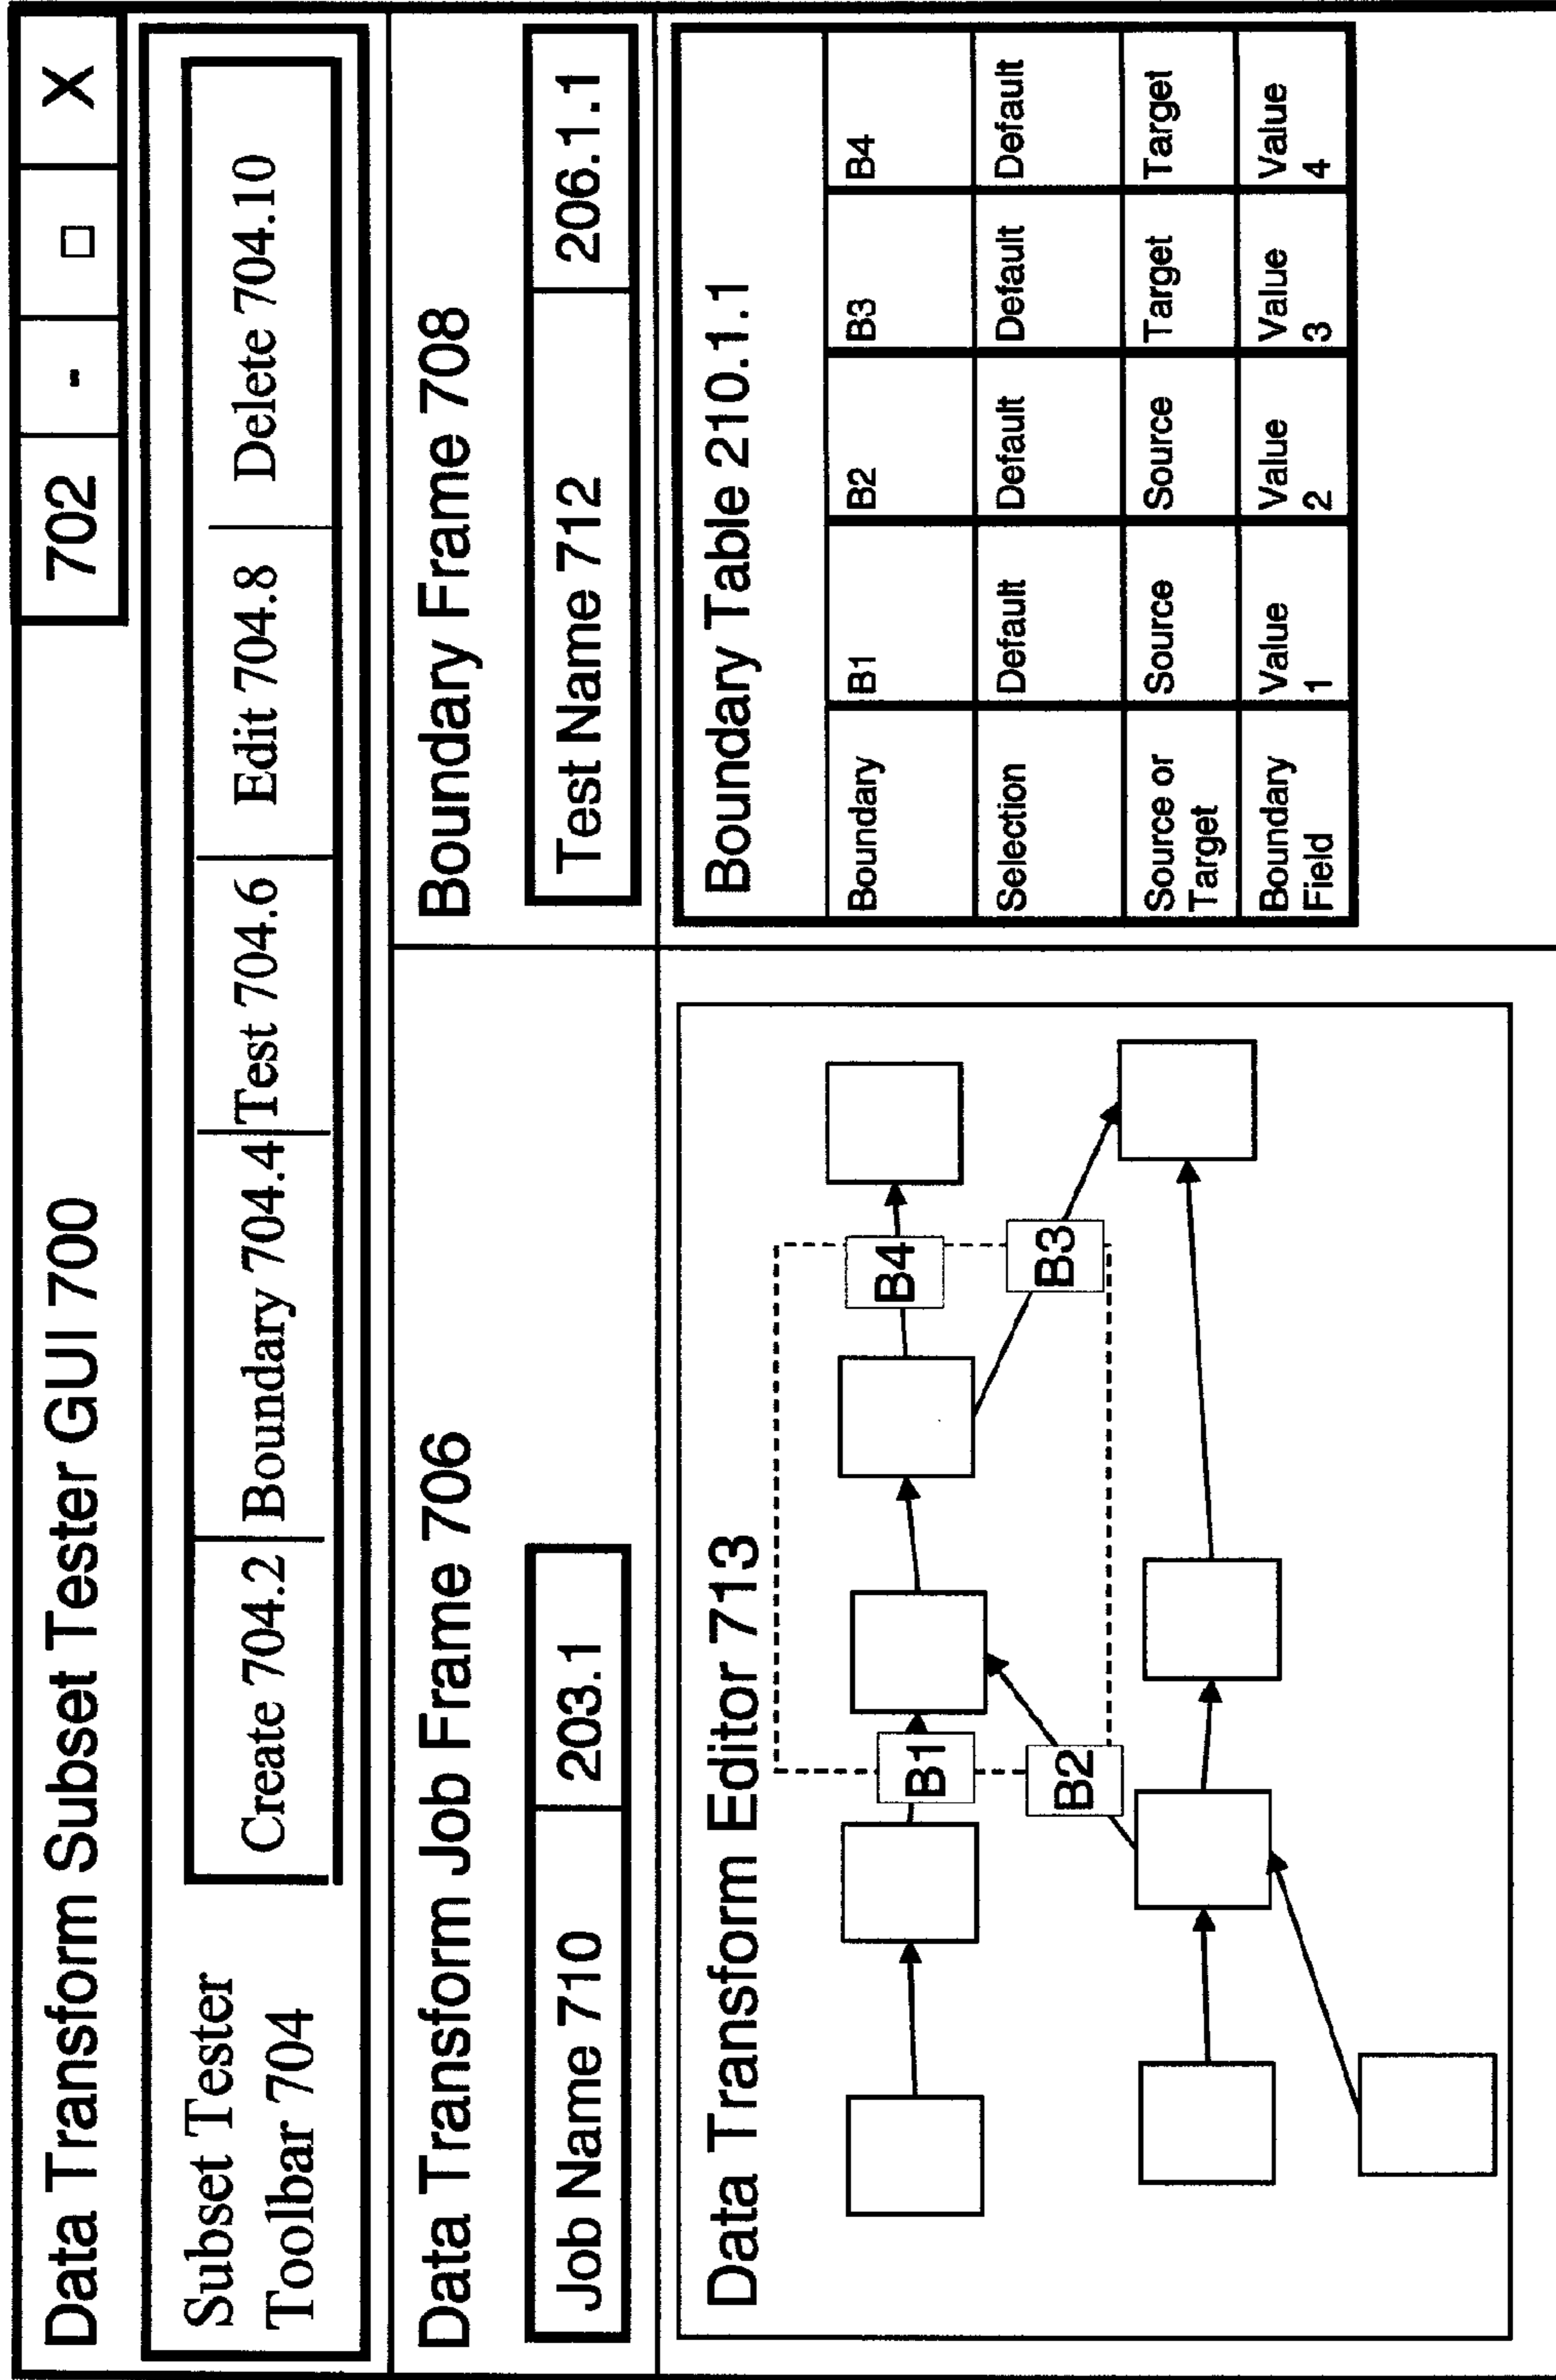 Data Transform Subset Tester GUI 700
702 - □ X
Subset Tester
Toolbar 704
Create 704.2 Boundary 704.4 Test 704.6 Edit 704.8 Delete 704.10
Data Transform Job Frame 706
Job Name 710 203.1
Boundary Frame 708
Test Name 712 206.1.1
Data Transform Editor 713
B4
B1
B3
B2
Boundary Table 210.1.1
Boundary B1 B2 B3 B4
Selection Default Default Default Default
Source or
Target
Source Source Target Target
Boundary
Field
Value
1
Value
2
Value
3
Value
4